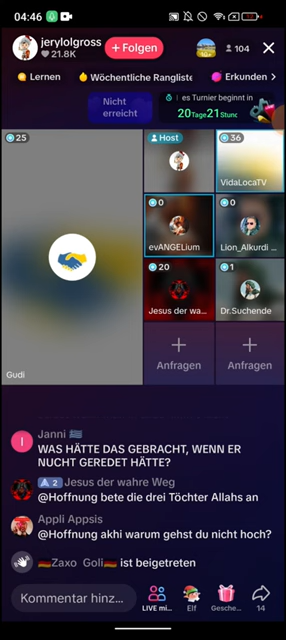 04:46
jerylolgross
21.8K
+ Folgen
104
Lernen
Wöchentliche Rangliste
Erkunden
Nicht
erreicht
es Turnier beginnt in
20Tage21Stunc
25
Host
36
VidaLocaTV
0
evANGELium
0
Lion_Alkurdi ...
20
Jesus der wa...
1
Dr.Suchende
Gudi
Anfragen
Anfragen
Janni 🇬🇷
WAS HÄTTE DAS GEBRACHT, WENN ER
NUCHT GEREDET HÄTTE?
2 Jesus der wahre Weg
@Hoffnung bete die drei Töchter Allahs an
Appli Appsis
@Hoffnung akhi warum gehst du nicht hoch?
🇩🇪Zaxo Goli🇩🇪 ist beigetreten
Kommentar hinz...
LIVE mi...
Elf
Gesche...
14